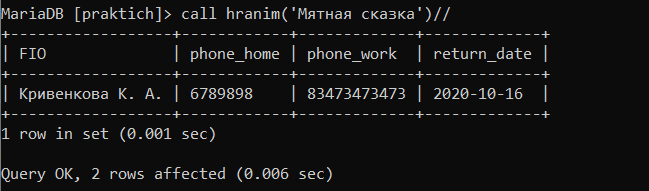 MariaDB [praktich]> call hranim('Мятная сказка')//
+------------------+------------+-------------+-------------+
| FIO              | phone_home | phone_work  | return_date |
+------------------+------------+-------------+-------------+
| Кривенкова К. А. | 6789898    | 83473473473 | 2020-10-16  |
+------------------+------------+-------------+-------------+
1 row in set (0.001 sec)
Query OK, 2 rows affected (0.006 sec)